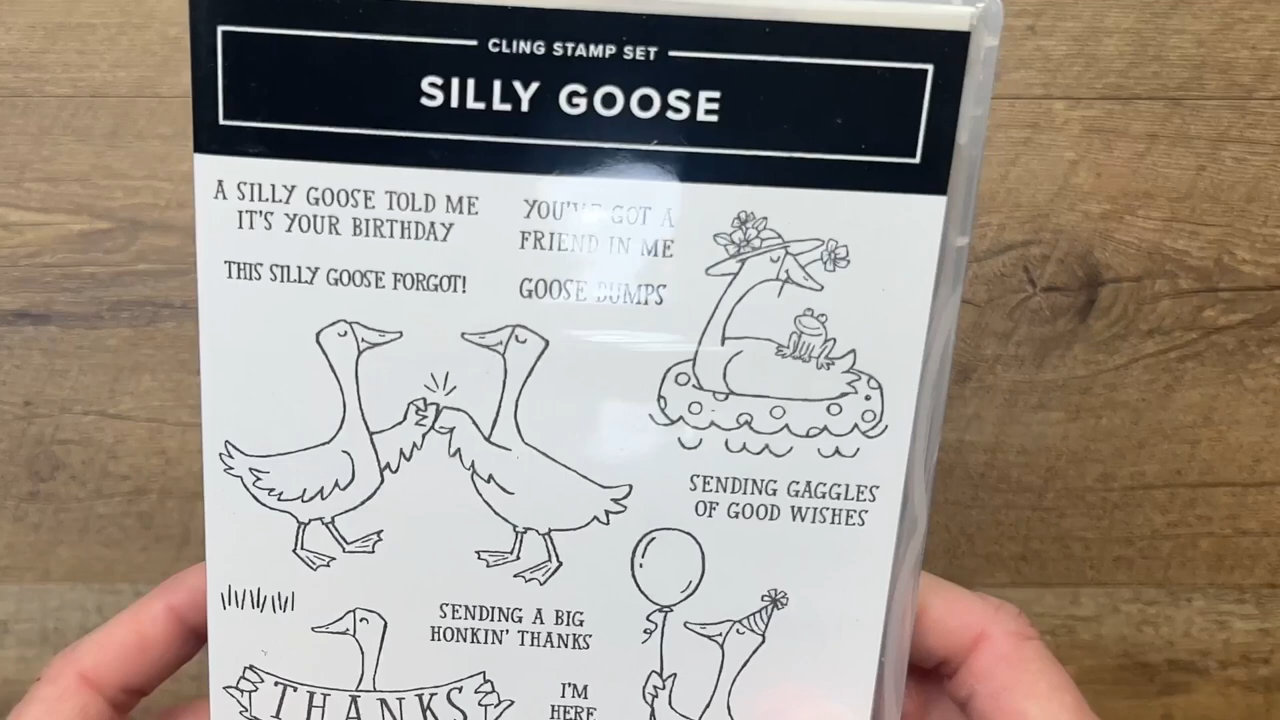 CLING STAMP SET
SILLY GOOSE
A SILLY GOOSE TOLD ME
IT'S YOUR BIRTHDAY
THIS SILLY GOOSE FORGOT!
YOU'VE GOT A
FRIEND IN ME
GOOSE BUMPS
SENDING GAGGLES
OF GOOD WISHES
SENDING A BIG
HONKIN' THANKS
THANKS
I'M
HERE